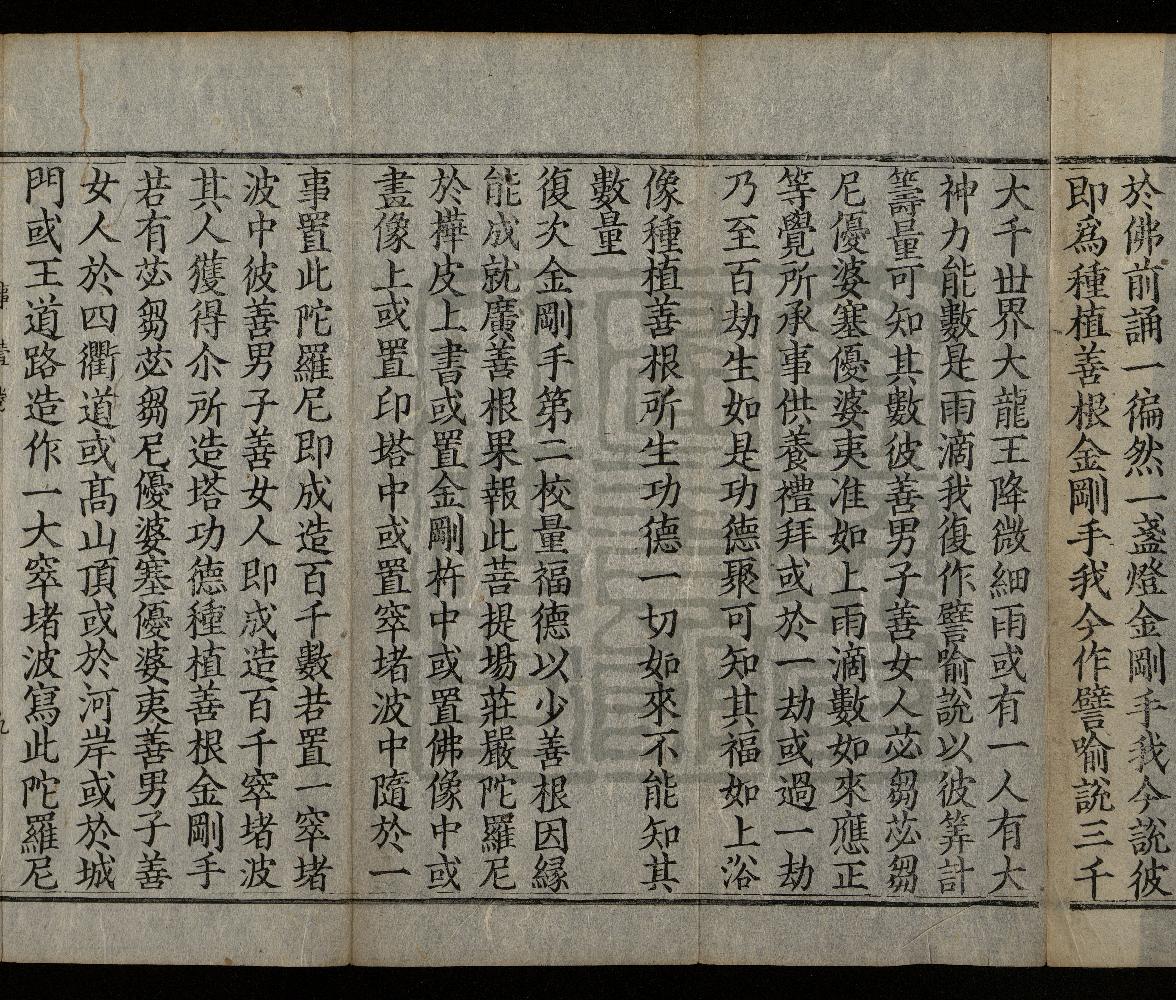 於佛前誦一徧然一盞燈金剛手我今說彼
即為種植善根金剛手我今作譬喻說三千
大千世界大龍王降微細雨或有一人有大
神力能數是雨滴我復作譬喻說以彼筭計
籌量可知其數彼善男子善女人苾芻苾芻
尼優婆塞優婆夷准如上雨滴數如來應正
等覺所承事供養禮拜或於一劫或過一劫
乃至百劫生如是功德聚可知其福如上浴
像種植善根所生功德一切如來不能知其
數量
復次金剛手第二校量福德以少善根因縁
能成就廣善根果報此菩提場莊嚴陀羅尼
於樺皮上書或置金剛杵中或置佛像中或
畫像上或置印塔中或置窣堵波中隨於一
事置此陀羅尼即成造百千數若置一窣堵
波中彼善男子善女人即成造百千窣堵波
其人獲得尒所造塔功德種植善根金剛手
若有苾芻苾芻尼優婆塞優婆夷善男子善
女人於四衢道或髙山頂或於河岸或於城
門或王道路造作一大窣堵波寫此陀羅尼